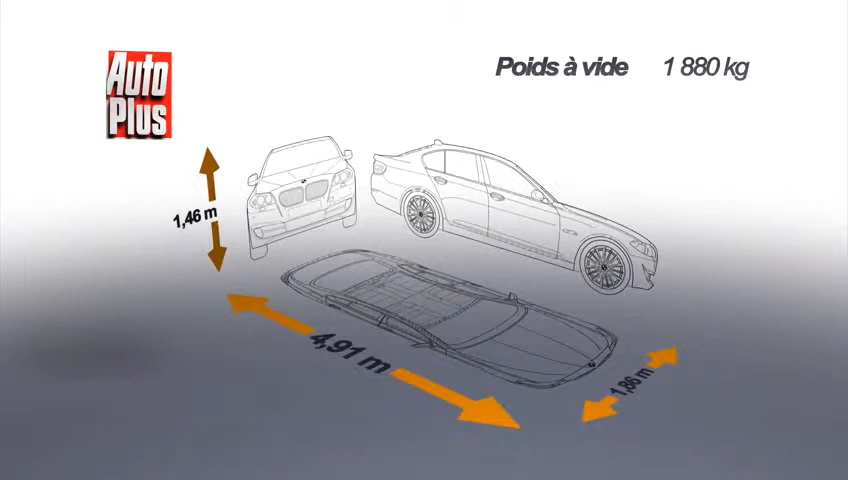 Auto
Plus
Poids à vide 1 880 kg
1,46 m
4,91 m
1,86 m